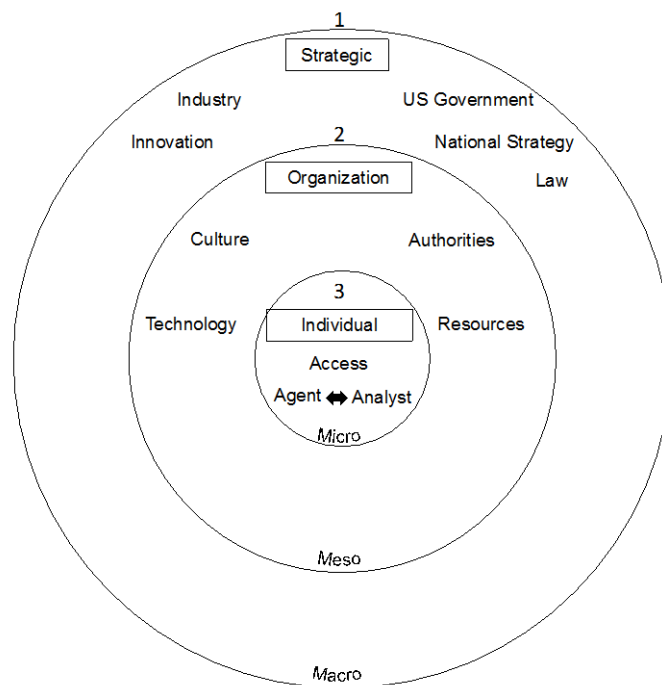 1
Strategic
Industry
US Government
Innovation
2
National Strategy
Organization
Law
Culture
Authorities
3
Technology
Individual
Resources
Access
Agent ⬌ Analyst
Micro
Meso
Macro